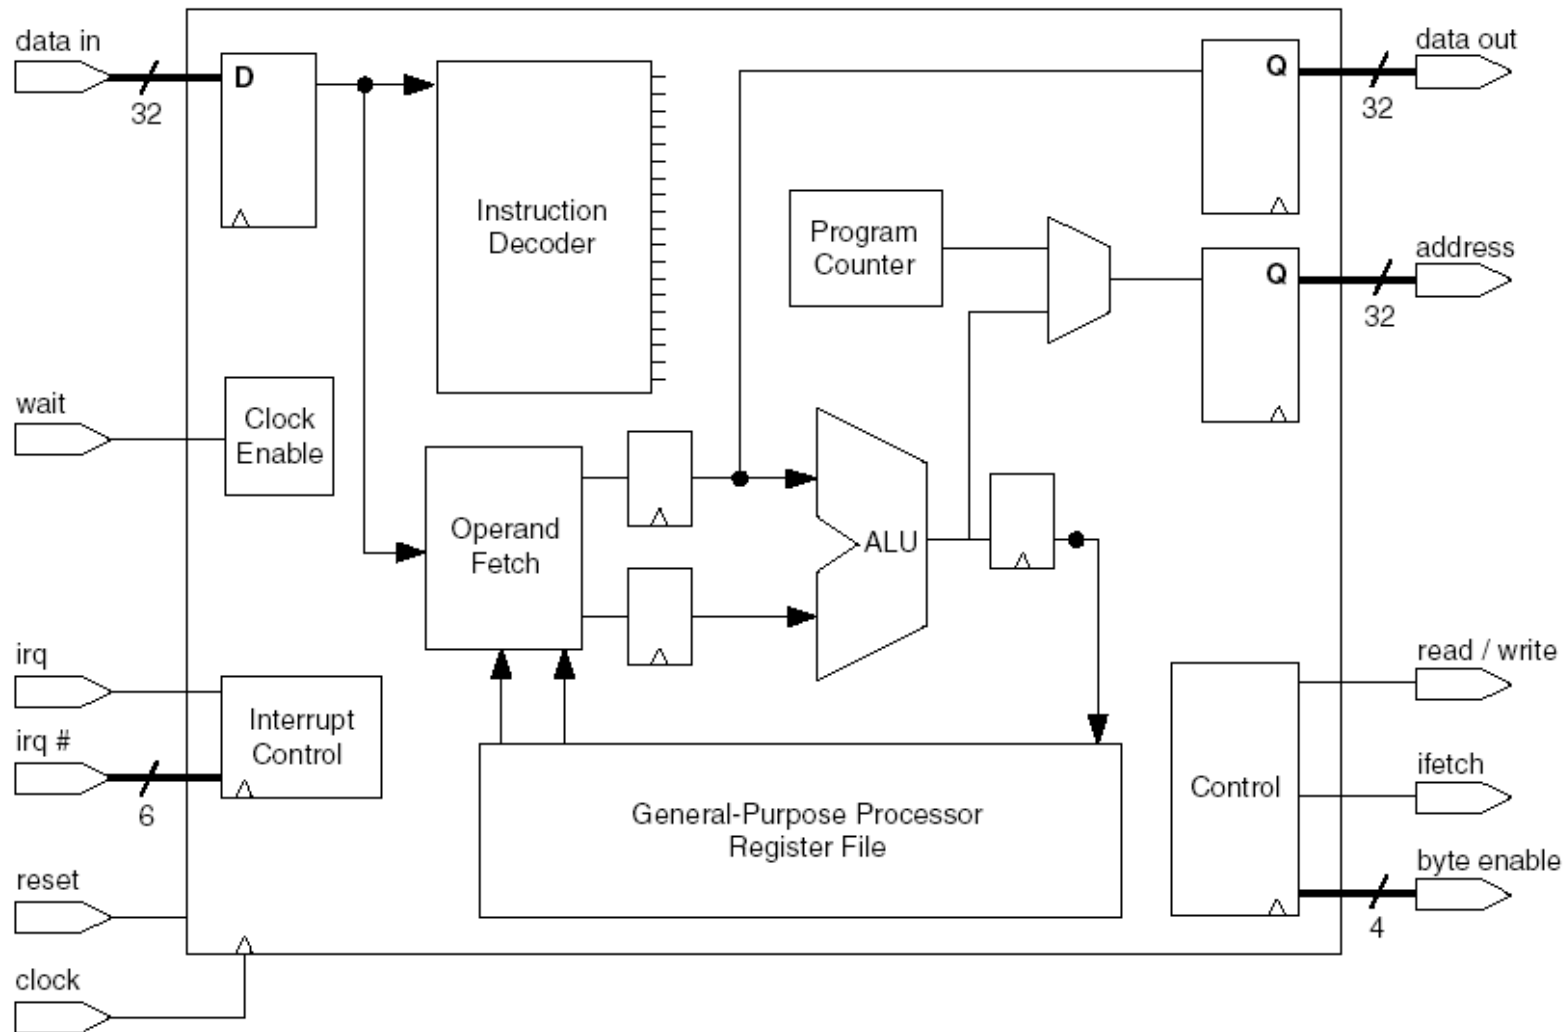 data in
32
D
Instruction
Decoder
Q
data out
32
Program
Counter
Q
address
32
wait
Clock
Enable
Operand
Fetch
ALU
irq
irq #
6
Interrupt
Control
General-Purpose Processor
Register File
Control
read / write
ifetch
byte enable
4
reset
clock